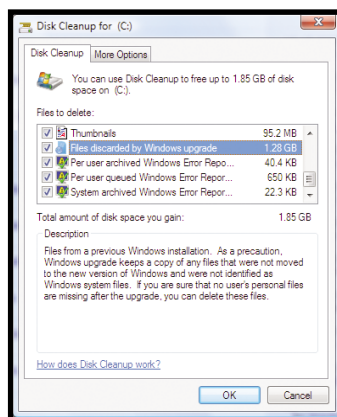 Disk Cleanup for (C:)
Disk Cleanup
More Options
You can use Disk Cleanup to free up to 1.85 GB of disk
space on (C:).
Files to delete:
Thumbnails 95.2 MB
Files discarded by Windows upgrade 1.28 GB
Per user archived Windows Error Repo... 40.4 KB
Per user queued Windows Error Repor... 650 KB
System archived Windows Error Repor... 22.3 KB
Total amount of disk space you gain: 1.85 GB
Description
Files from a previous Windows installation. As a precaution,
Windows upgrade keeps a copy of any files that were not moved
to the new version of Windows and were not identified as
Windows system files. If you are sure that no user's personal files
are missing after the upgrade, you can delete these files.
How does Disk Cleanup work?
OK
Cancel